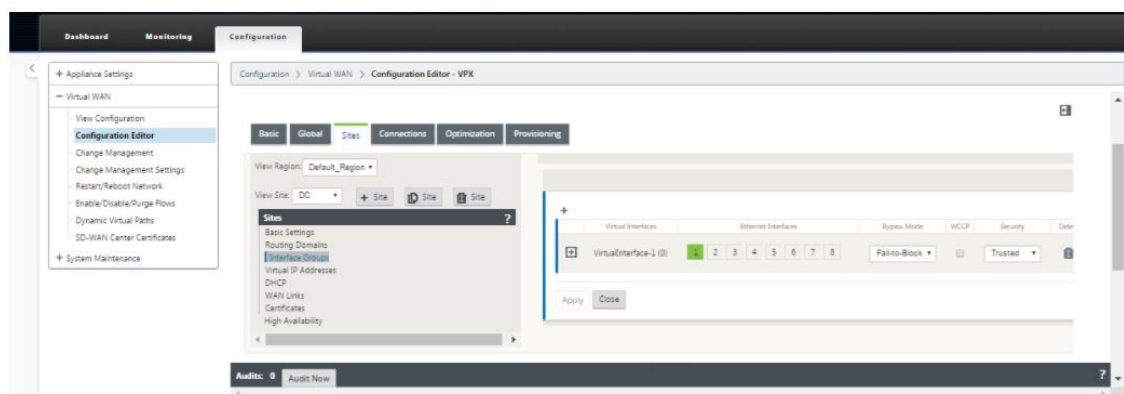 Dashboard Monitoring Configuration
+ Appliance Settings
− Virtual WAN
View Configuration
Configuration Editor
Change Management
Change Management Settings
Restart/Reboot Network
Enable/Disable/Purge Flows
Dynamic Virtual Paths
SD-WAN Center Certificates
+ System Maintenance
Configuration > Virtual WAN > Configuration Editor - VPX
Basic Global Sites Connections Optimization Provisioning
View Region: Default_Region
View Site: DC + Site Site Site
Sites ?
Basic Settings
Routing Domains
Interface Groups
Virtual IP Addresses
DHCP
WAN Links
Certificates
High Availability
+
Virtual Interfaces Ethernet Interfaces Bypass Mode WCCP Security
+ VirtualInterface-1 (0) 1 2 3 4 5 6 7 8 Fail-to-Block Trusted
Apply Close
Audits: 0 Audit Now ?